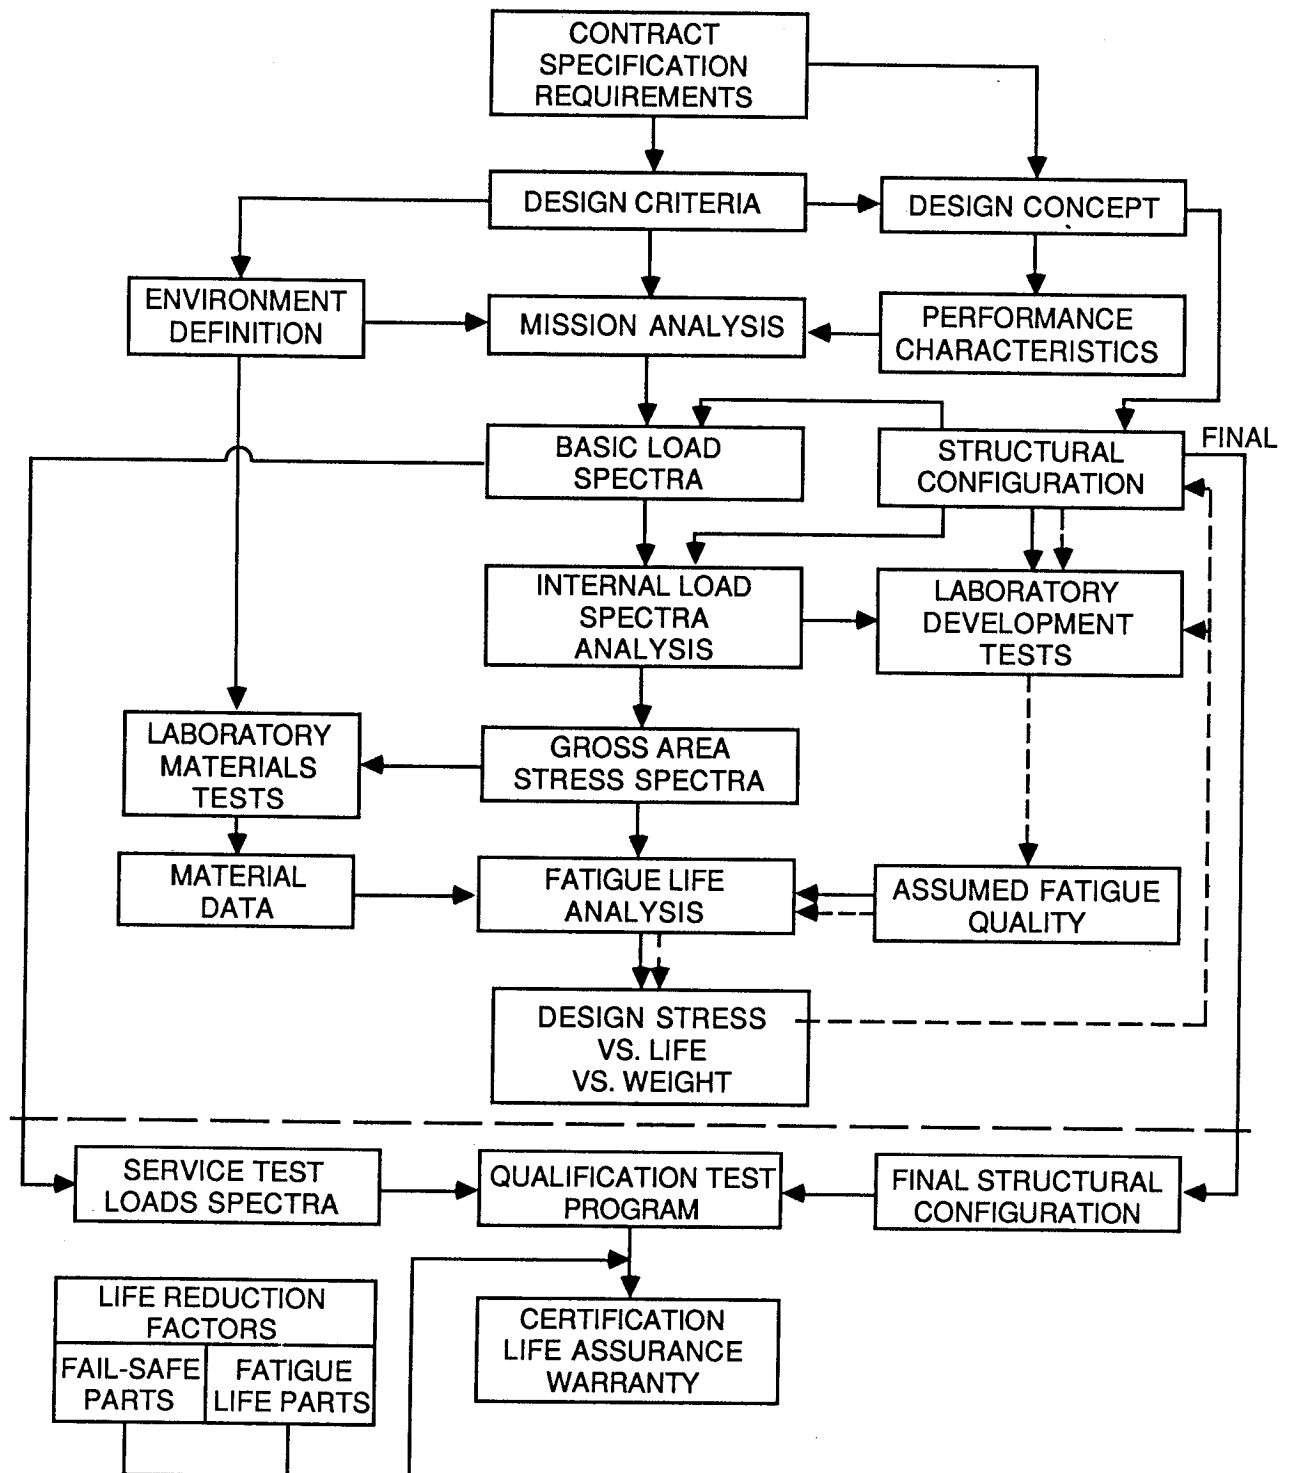 CONTRACT
SPECIFICATION
REQUIREMENTS
DESIGN CRITERIA
DESIGN CONCEPT
ENVIRONMENT
DEFINITION
MISSION ANALYSIS
PERFORMANCE
CHARACTERISTICS
BASIC LOAD
SPECTRA
STRUCTURAL
CONFIGURATION
FINAL
INTERNAL LOAD
SPECTRA
ANALYSIS
LABORATORY
DEVELOPMENT
TESTS
LABORATORY
MATERIALS
TESTS
GROSS AREA
STRESS SPECTRA
MATERIAL
DATA
FATIGUE LIFE
ANALYSIS
ASSUMED FATIGUE
QUALITY
DESIGN STRESS
VS. LIFE
VS. WEIGHT
SERVICE TEST
LOADS SPECTRA
QUALIFICATION TEST
PROGRAM
FINAL STRUCTURAL
CONFIGURATION
LIFE REDUCTION
FACTORS
FAIL-SAFE
PARTS
FATIGUE
LIFE PARTS
CERTIFICATION
LIFE ASSURANCE
WARRANTY